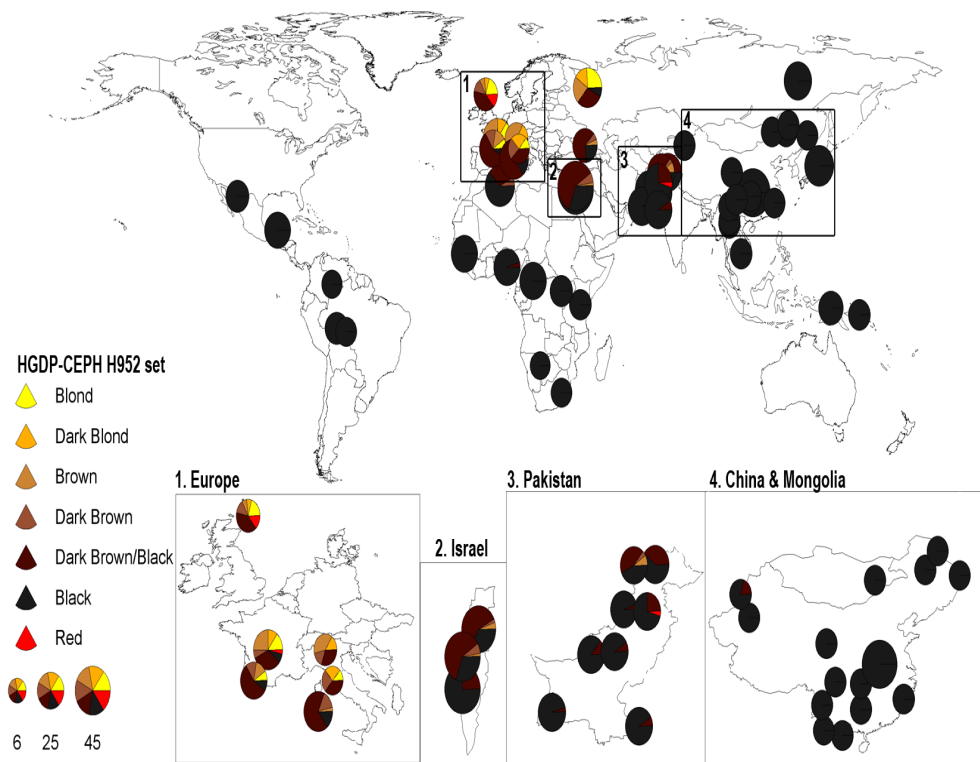 1
4
3
2
HGDP-CEPH H952 set
Blond
Dark Blond
Brown
Dark Brown
Dark Brown/Black
Black
Red
6 25 45
1. Europe
2. Israel
3. Pakistan
4. China & Mongolia